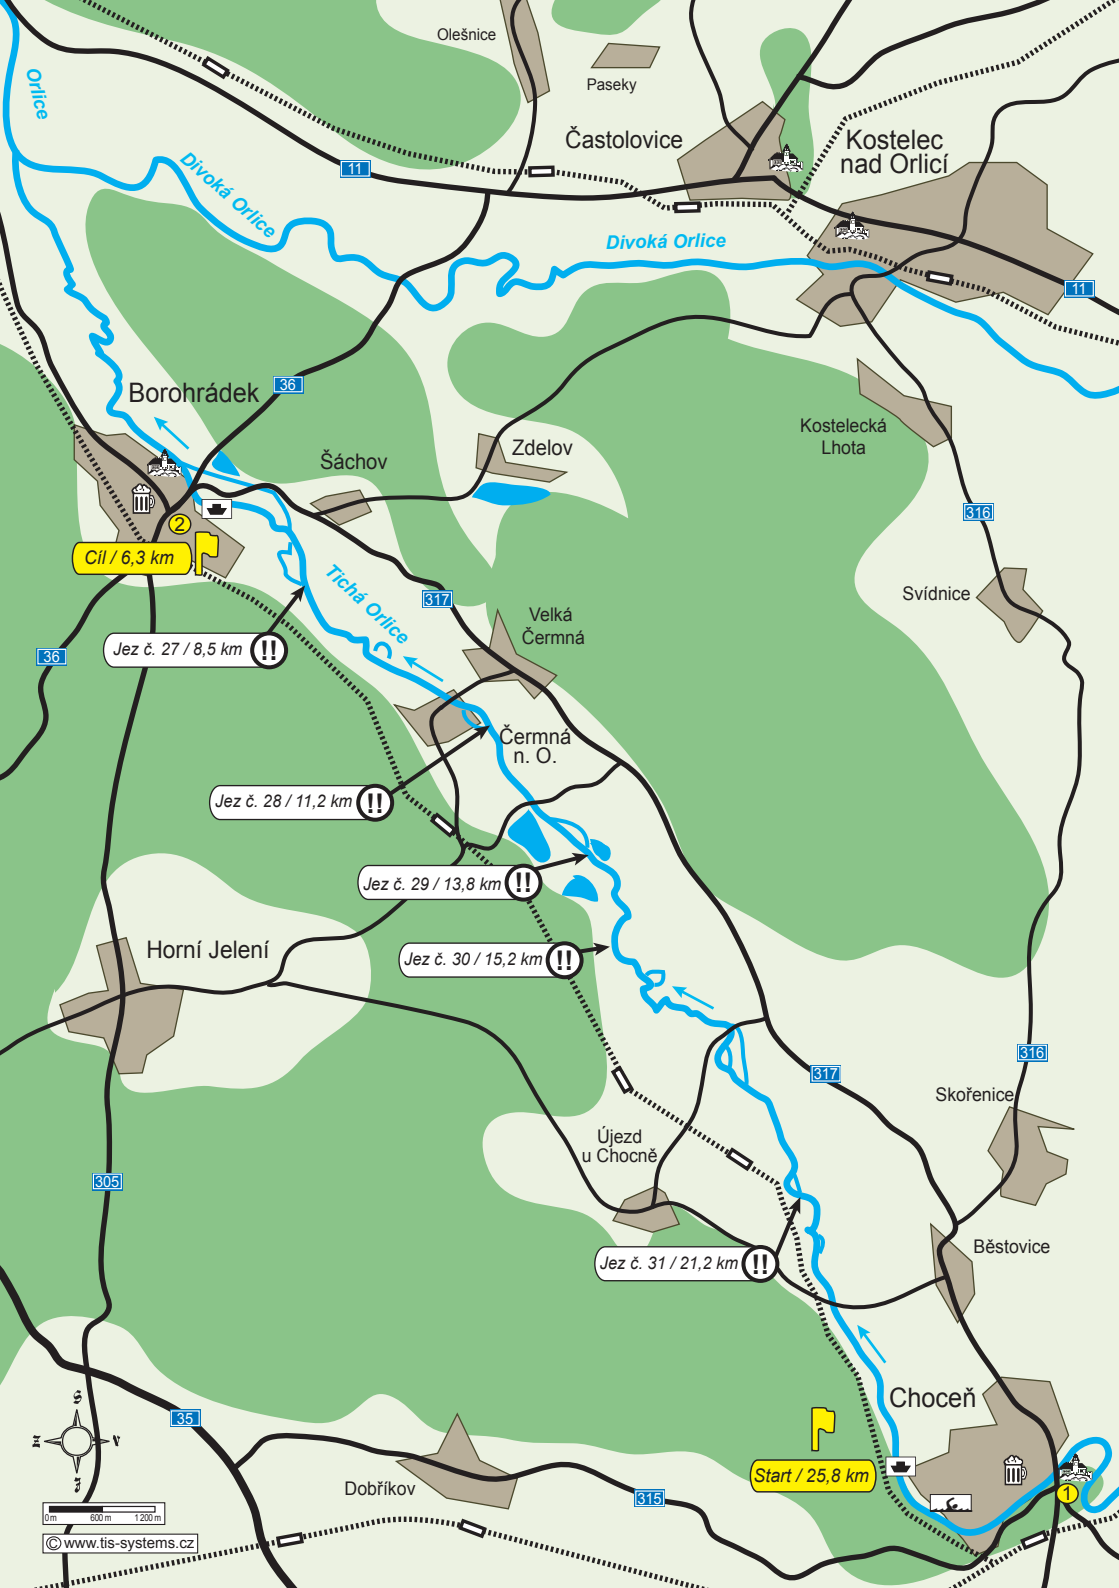 Olešnice
Paseky
Orlice
Častolovice
Kostelec
nad Orlicí
11
Divoká Orlice
Divoká Orlice
11
36
Borohrádek
Kostelecká
Lhota
Šáchov
Zdelov
316
2
Cíl / 6,3 km
Tichá Orlice
317
Svídnice
Velká
Čermná
36
Jez č. 27 / 8,5 km !!
Čermná
n. O.
Jez č. 28 / 11,2 km !!
Jez č. 29 / 13,8 km !!
Horní Jelení
Jez č. 30 / 15,2 km !!
316
317
Skořenice
Újezd
u Chocně
305
Běstovice
Jez č. 31 / 21,2 km !!
Choceň
S
35
V
J
Start / 25,8 km
Dobříkov
315
1
0 m 600 m 1 200 m
© www.tis-systems.cz